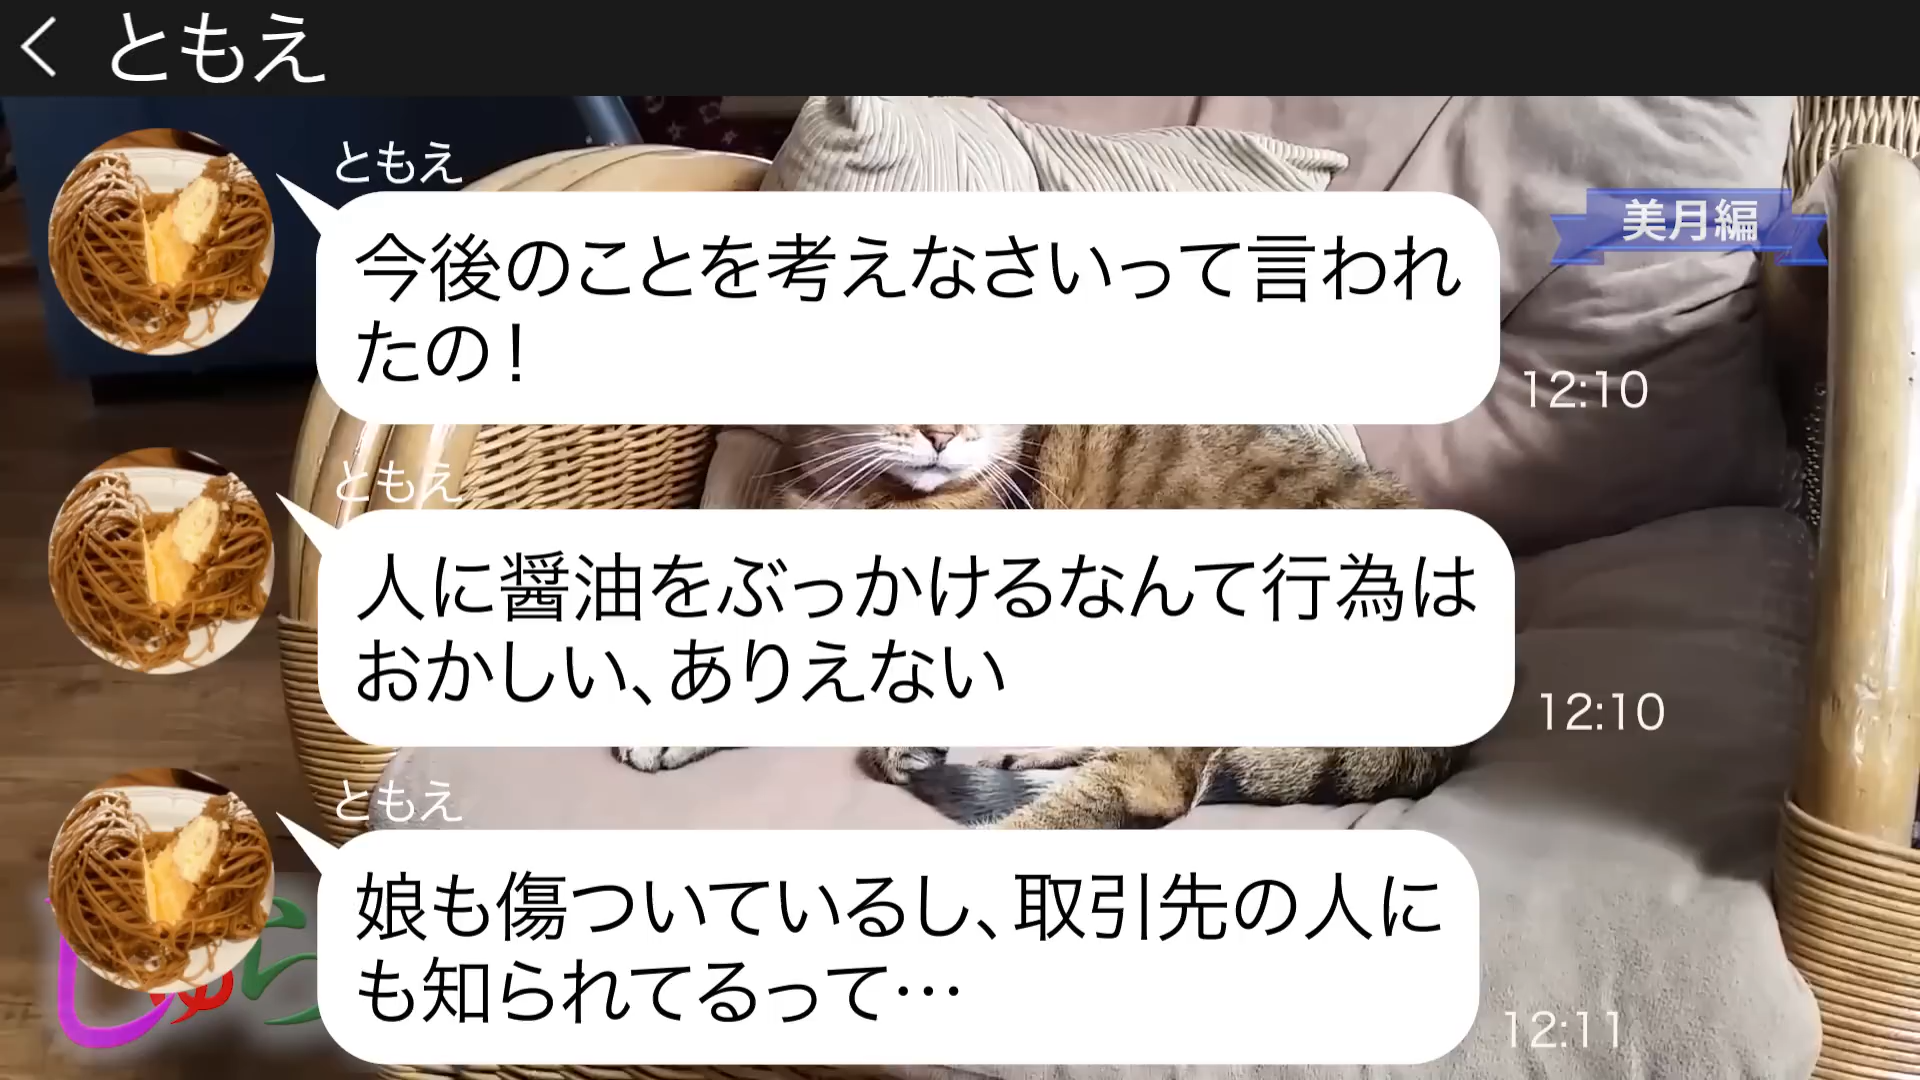 ともえ
ともえ
美月編
今後のことを考えなさいって言われ
たの！
12:10
ともえ
人に醤油をぶっかけるなんて行為は
おかしい、ありえない
12:10
ともえ
娘も傷ついているし、取引先の人に
も知られてるって…
12:11